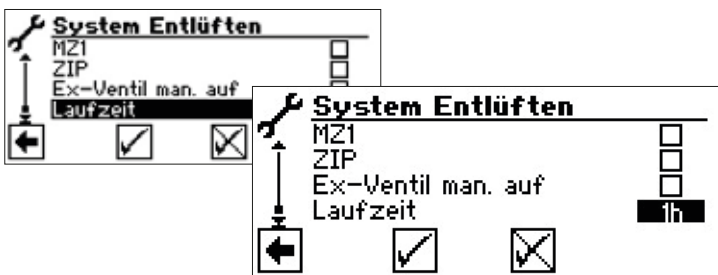 System Entlüften
MZ1
ZIP
Ex-Ventil man. auf
Laufzeit
System Entlüften
MZ1
ZIP
Ex-Ventil man. auf
Laufzeit 1h